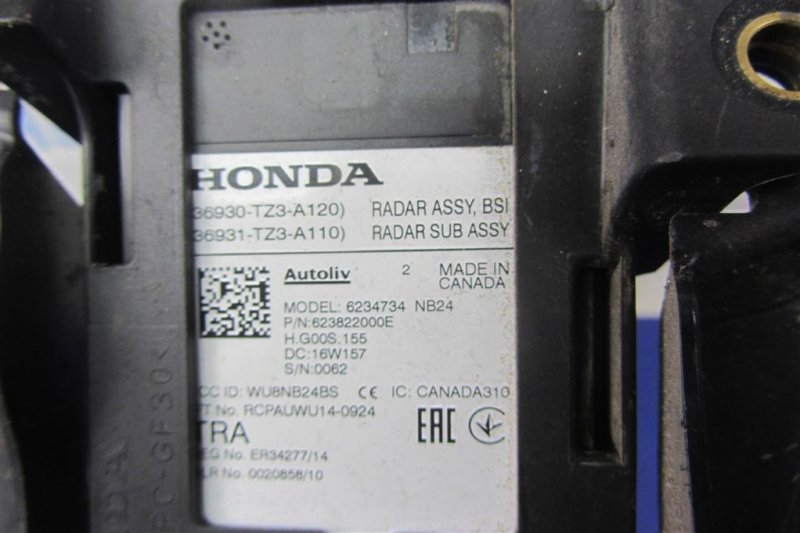 HONDA
36930-TZ3-A120) RADAR ASSY, BSI
36931-TZ3-A110) RADAR SUB ASSY
Autoliv 2 MADE IN
CANADA
MODEL: 6234734 NB24
P/N:623822000E
H.G00S.155
DC:16W157
S/N:0062
CC ID: WU8NB24BS CE IC: CANADA310
T No. RCPAUWU14-0924
TRA EAC
EG No. ER34277/14
LR No. 0020858/10
PC-GF30<
DA